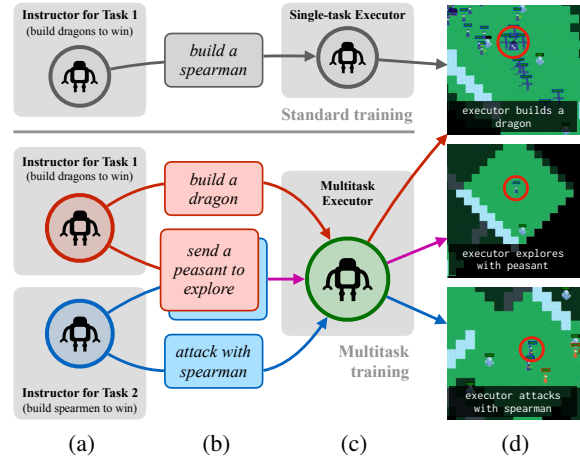 Instructor for Task 1
(build dragons to win)
build a
spearman
Single-task Executor
Standard training
executor builds a
dragon
Instructor for Task 1
(build dragons to win)
build a
dragon
send a
peasant to
explore
attack with
spearman
Multitask
Executor
Multitask
training
Instructor for Task 2
(build spearmen to win)
executor explores
with peasant
executor attacks
with spearman
(a)
(b)
(c)
(d)